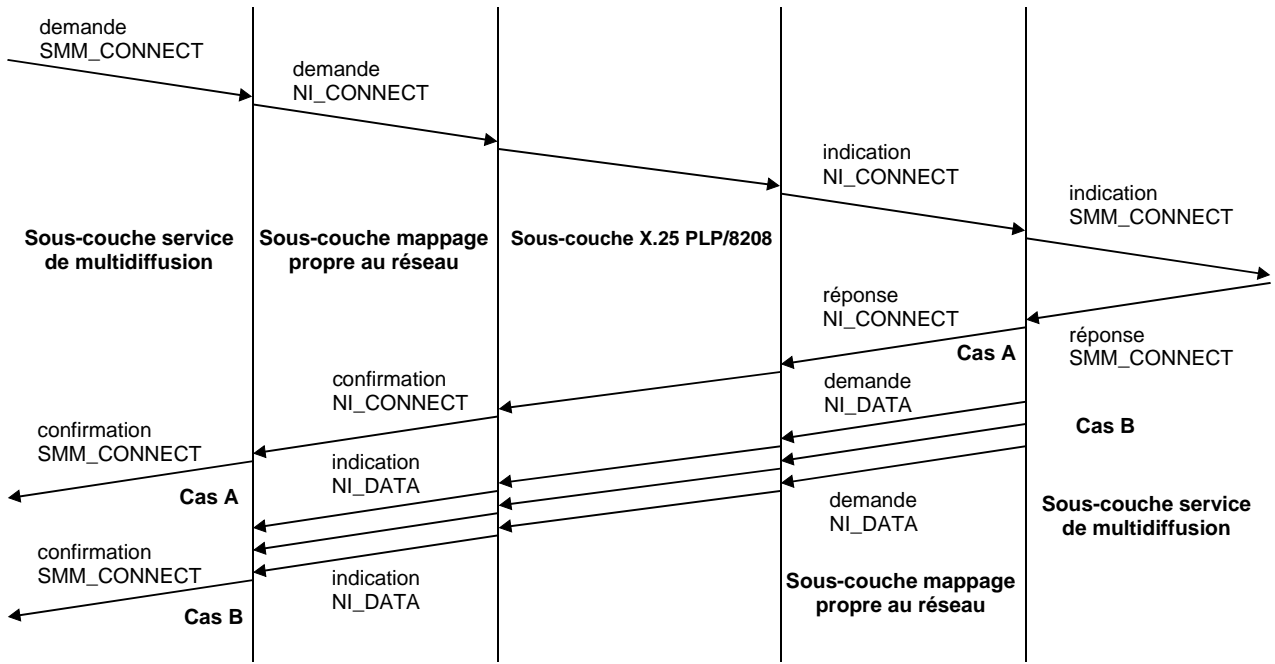 demande
SMM_CONNECT
demande
NI_CONNECT
indication
NI_CONNECT
indication
SMM_CONNECT
Sous-couche service
de multidiffusion
Sous-couche mappage
propre au réseau
Sous-couche X.25 PLP/8208
réponse
NI_CONNECT
réponse
SMM_CONNECT
Cas A
confirmation
NI_CONNECT
demande
NI_DATA
Cas B
confirmation
SMM_CONNECT
Cas A
indication
NI_DATA
demande
NI_DATA
Sous-couche service
de multidiffusion
confirmation
SMM_CONNECT
Cas B
indication
NI_DATA
Sous-couche mappage
propre au réseau